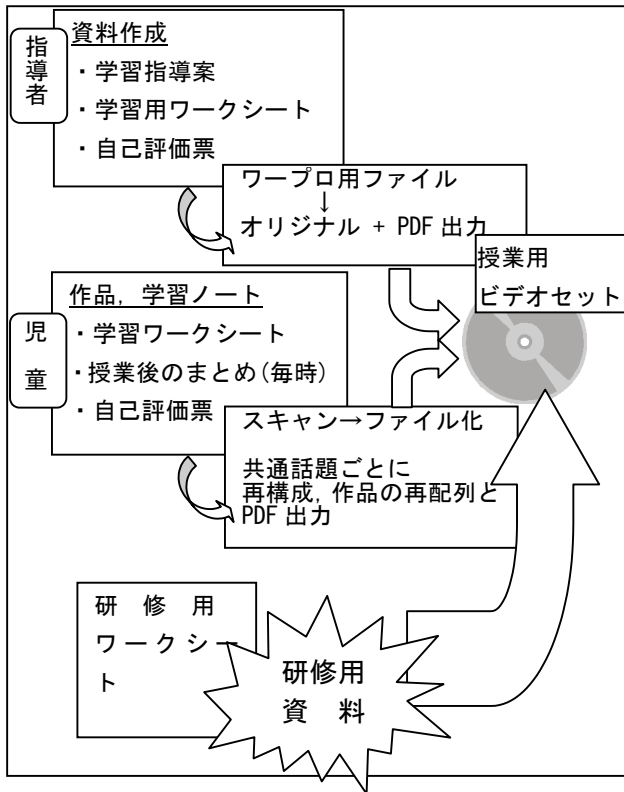 指導者
資料作成
・学習指導案
・学習用ワークシート
・自己評価票
ワープロ用ファイル
↓
オリジナル + PDF 出力
授業用
ビデオセット
児童
作品，学習ノート
・学習ワークシート
・授業後のまとめ（毎時）
・自己評価票
スキャン→ファイル化
共通話題ごとに
再構成，作品の再配列と
PDF 出力
研 修 用
ワークシー
ト
研修用
資 料